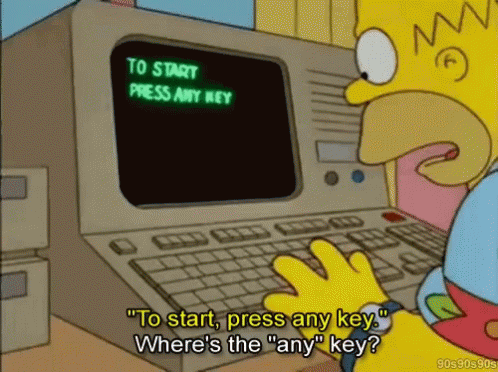 TO START
PRESS ANY KEY
"To start, press any key."
Where's the "any" key?
90s90s90s